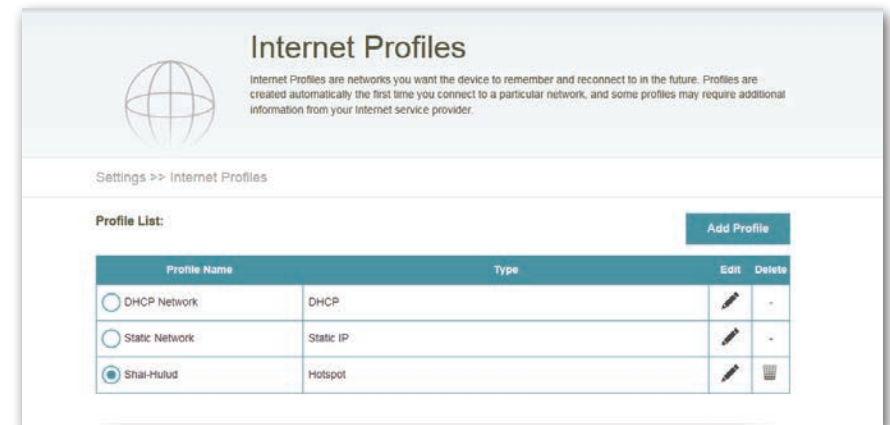 Internet Profiles
Internet Profiles are networks you want the device to remember and reconnect to in the future. Profiles are
created automatically the first time you connect to a particular network, and some profiles may require additional
information from your Internet service provider.
Settings >> Internet Profiles
Profile List:
Add Profile
Profile Name Type Edit Delete
DHCP Network DHCP -
Static Network Static IP -
Shai-Hulud Hotspot